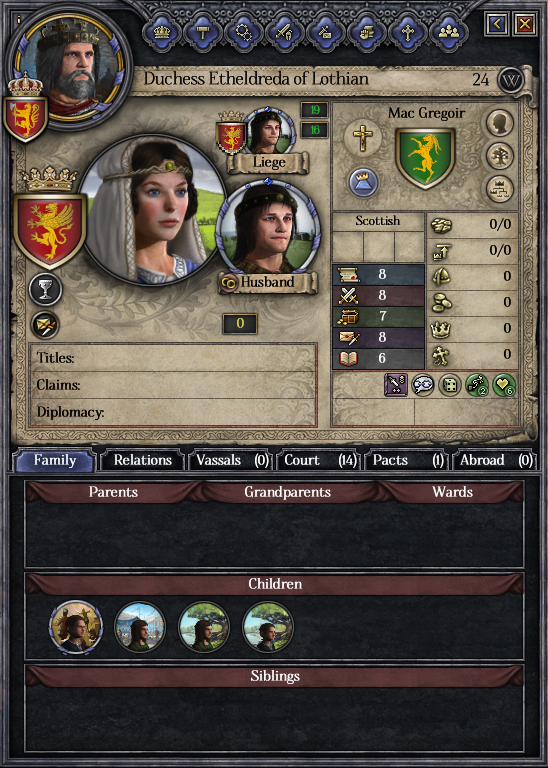 i
Duchess Etheldreda of Lothian 24 W
19
16
Liege
Husband
0
Mac Gregoir
Scottish
8
8
7
8
6
0/0
0/0
0
0
0
0
2
6
Titles:
Claims:
Diplomacy:
Family Relations Vassals (0) Court (14) Pacts (1) Abroad (0)
Parents Grandparents Wards
Children
Siblings